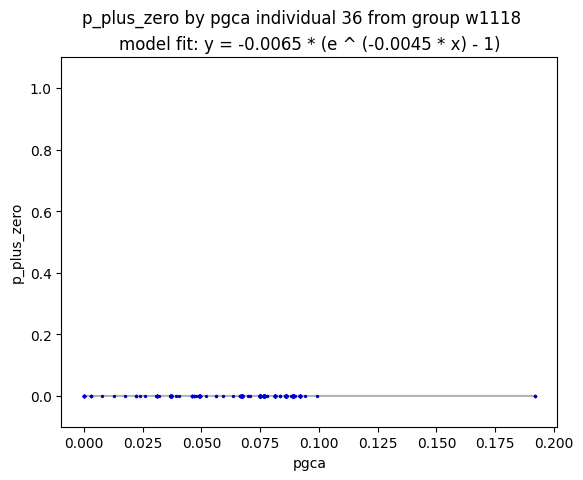 p_plus_zero by pgca individual 36 from group w1118
model fit: y = -0.0065 * (e ^ (-0.0045 * x) - 1)
1.0
0.8
0.6
0.4
0.2
0.0
p_plus_zero
0.000 0.025 0.050 0.075 0.100 0.125 0.150 0.175 0.200
pgca